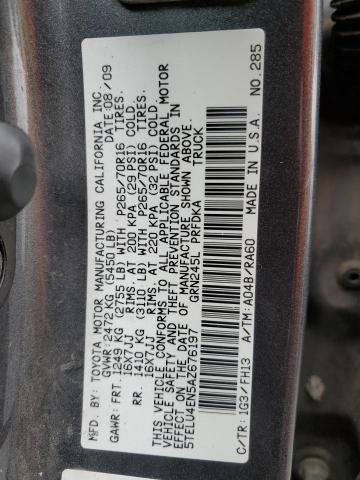 MFD. BY: TOYOTA MOTOR MANUFACTURING CALIFORNIA INC.
GVWR: 2472 KG (5450 LB) DATE: 08/09
GAWR: FRT. 1249 KG (2755 LB) WITH P265/70R16 TIRES.
16X7JJ RIMS. AT 200 KPA (29 PSI) COLD.
RR. 1410 KG (3110 LB) WITH P265/70R16 TIRES.
16X7JJ RIMS. AT 220 KPA (32 PSI) COLD.
THIS VEHICLE CONFORMS TO ALL APPLICABLE FEDERAL MOTOR
VEHICLE SAFETY AND THEFT PREVENTION STANDARDS IN
EFFECT ON THE DATE OF MANUFACTURE SHOWN ABOVE.
5TELU4EN5AZ676197 TRUCK
GRN245L PRFDKA
C/TR: 1G3/FH13 A/TM: A04B/RA60 MADE IN U.S.A. NO. 285